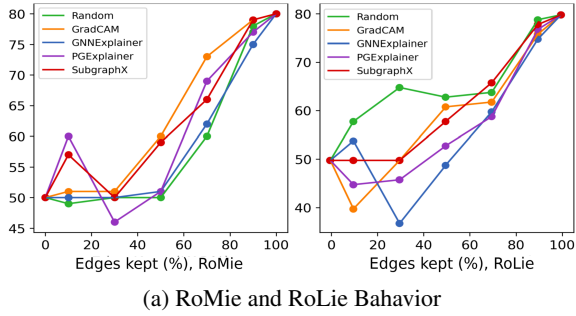 Random
GradCAM
GNNExplainer
PGExplainer
SubgraphX
80
75
70
65
60
55
50
45
0 20 40 60 80 100
Edges kept (%), RoMie
Random
GradCAM
GNNExplainer
PGExplainer
SubgraphX
80
70
60
50
40
0 20 40 60 80 100
Edges kept (%), RoLie
(a) RoMie and RoLie Bahavior